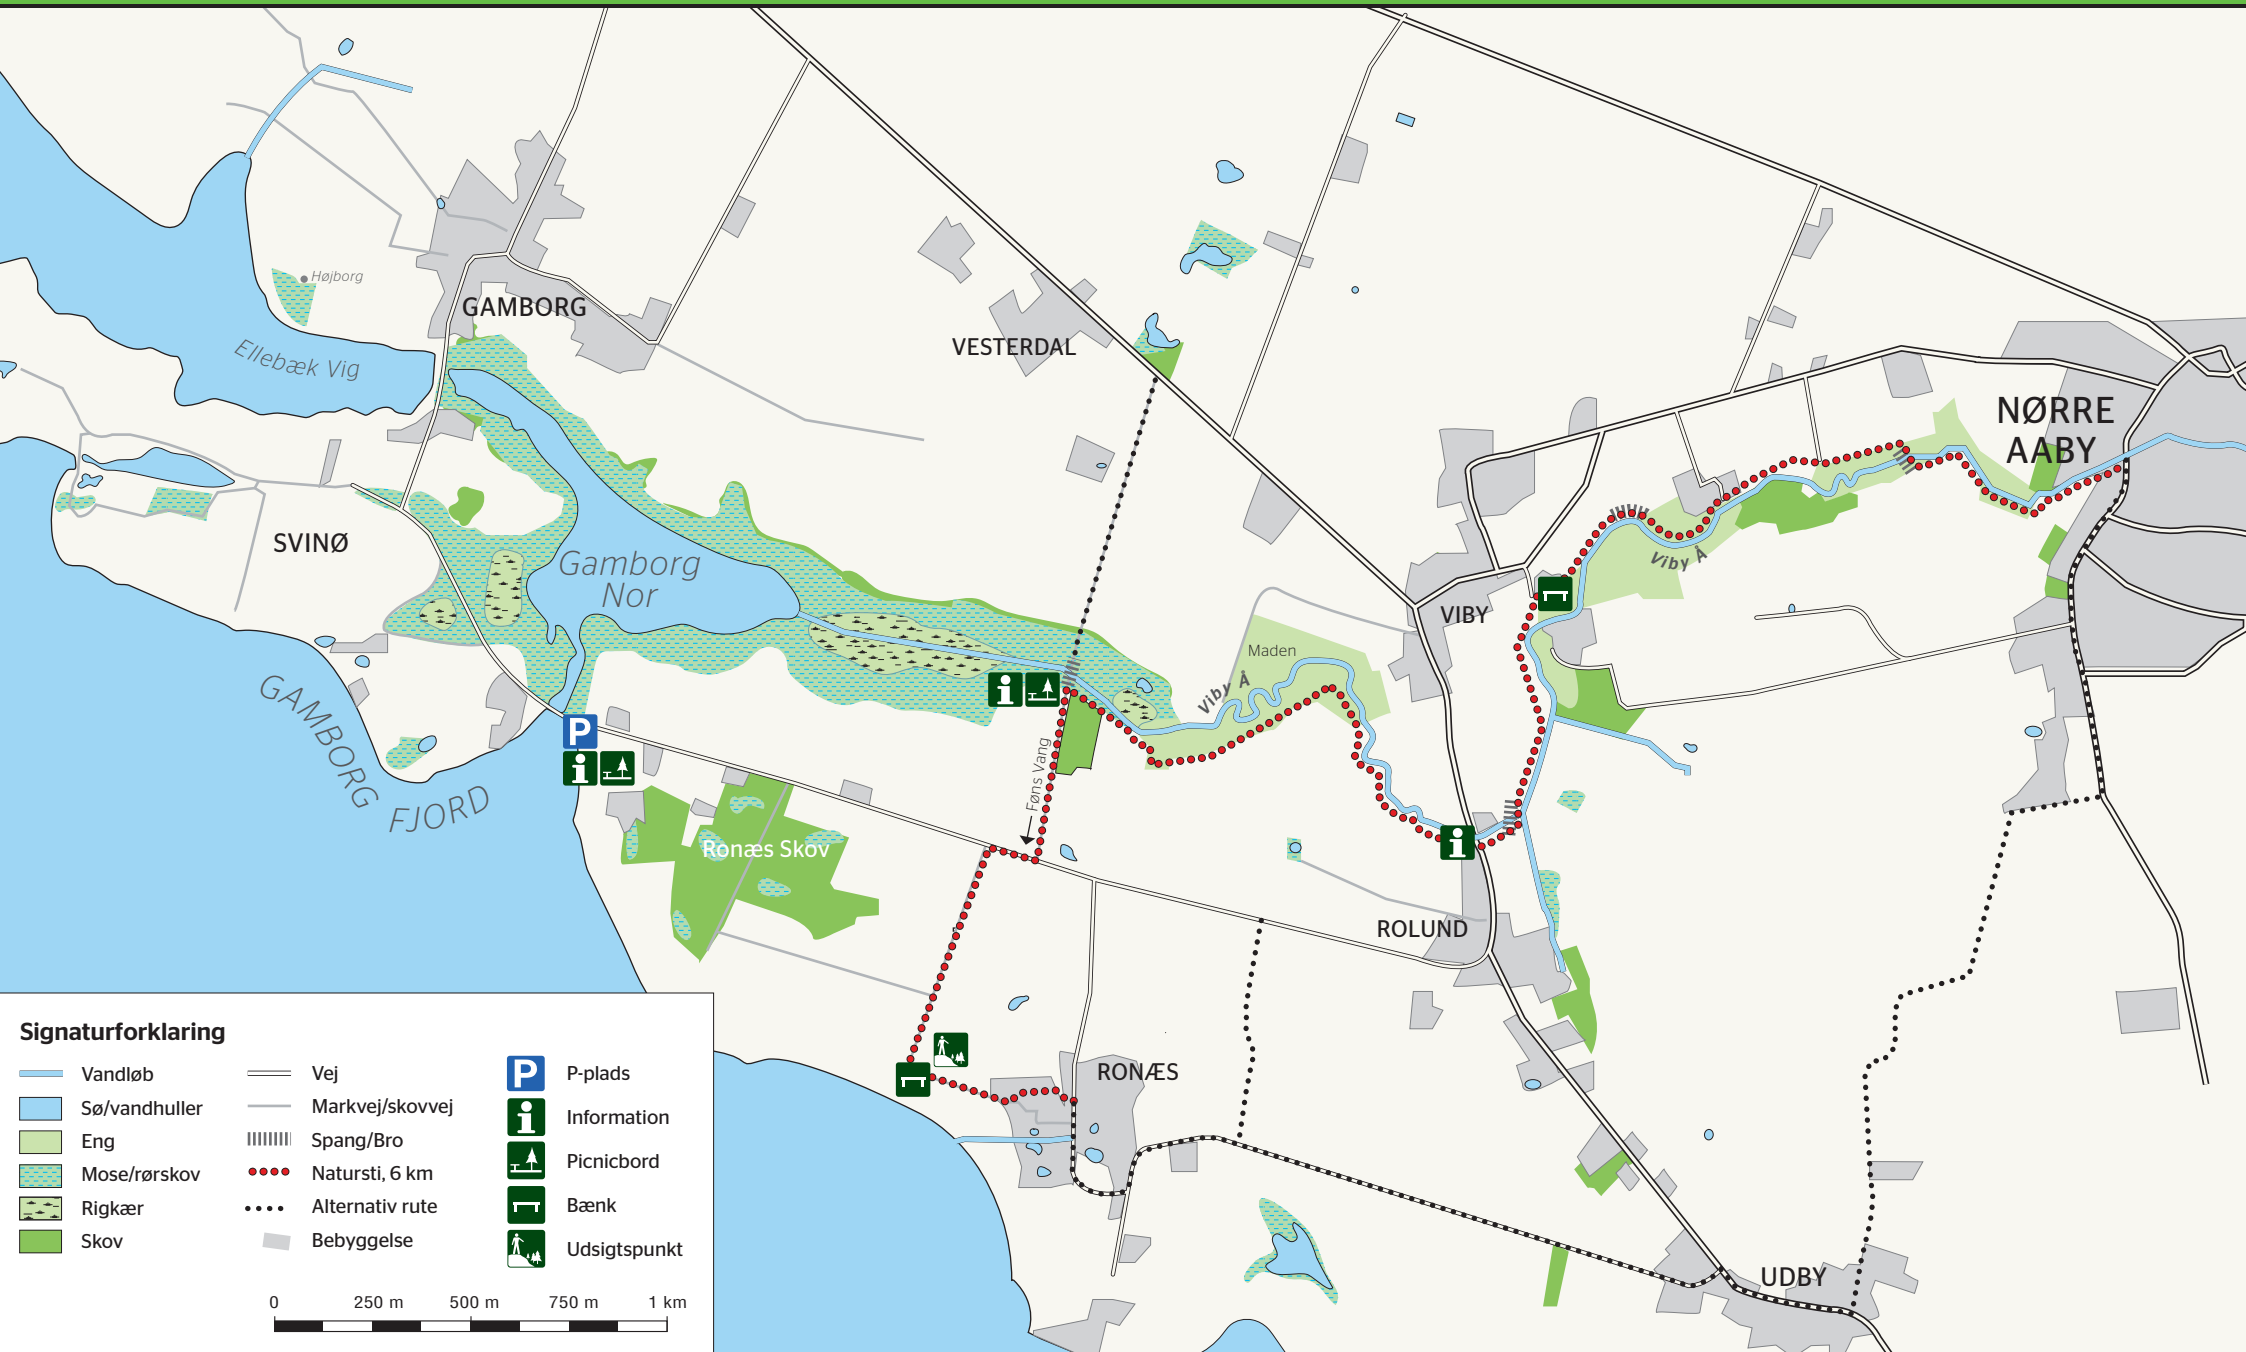 Højborg
GAMBORG
Ellebæk Vig
VESTERDAL
NØRRE
AABY
SVINØ
Gamborg
Nor
Viby Å
VIBY
Maden
Viby Å
GAMBORG
FJORD
Føns Vang
Ronæs Skov
ROLUND
RONÆS
UDBY
P
Signaturforklaring
Vandløb
Sø/vandhuller
Eng
Mose/rørskov
Rigkær
Skov
Vej
Markvej/skovvej
Spang/Bro
Natursti, 6 km
Alternativ rute
Bebyggelse
P P-plads
Information
Picnicbord
Bænk
Udsigtspunkt
0 250 m 500 m 750 m 1 km